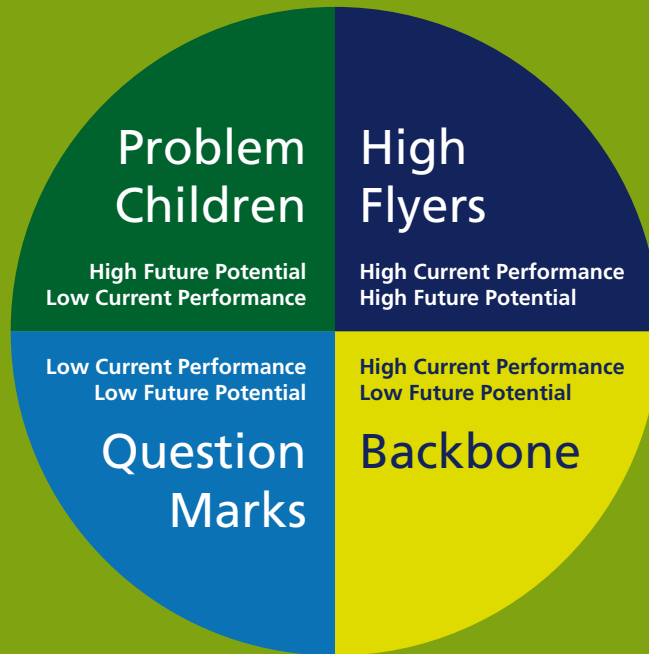 Problem
Children
High Future Potential
Low Current Performance
High
Flyers
High Current Performance
High Future Potential
Low Current Performance
Low Future Potential
Question
Marks
High Current Performance
Low Future Potential
Backbone